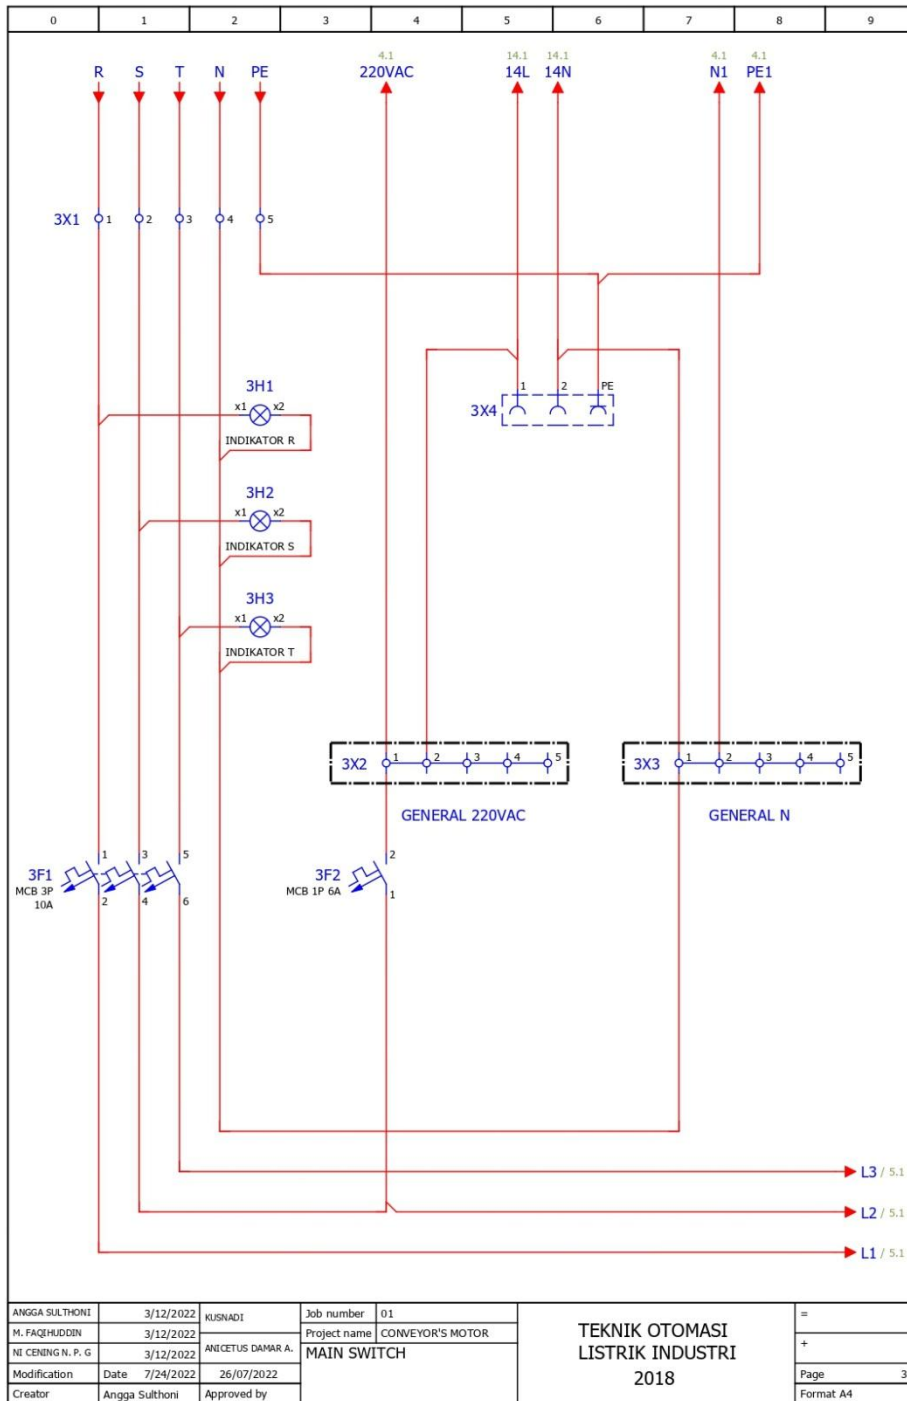 0 1 2 3 4 5 6 7 8 9
4.1 14.1 14.1 4.1 4.1
R S T N PE 220VAC 14L 14N N1 PE1
3X1 1 2 3 4 5
3H1
x1 x2
INDIKATOR R
1 2 PE
3X4
3H2
x1 x2
INDIKATOR S
3H3
x1 x2
INDIKATOR T
3X2 1 2 3 4 5
3X3 1 2 3 4 5
GENERAL 220VAC
GENERAL N
1 3 5
3F1
MCB 3P
10A
2 4 6
2
3F2
MCB 1P 6A
1
L3 / 5.1
L2 / 5.1
L1 / 5.1
ANGGA SULTHONI 3/12/2022 KUSNADI
M. FAQIHUDDIN 3/12/2022
NI CENING N. P. G 3/12/2022 ANICETUS DAMAR A.
Modification Date 7/24/2022 26/07/2022
Creator Angga Sulthoni Approved by
Job number 01
Project name CONVEYOR'S MOTOR
MAIN SWITCH
TEKNIK OTOMASI
LISTRIK INDUSTRI
2018
=
+
Page 3
Format A4